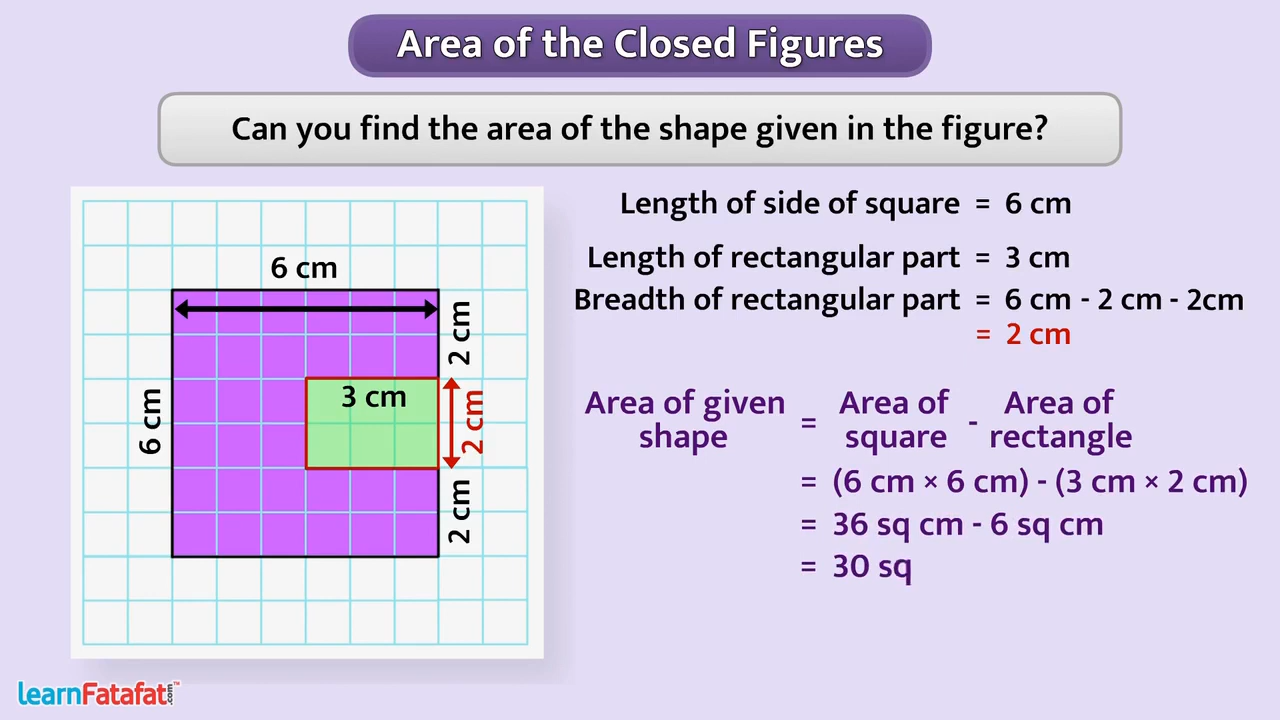 Area of the Closed Figures
Can you find the area of the shape given in the figure?
6 cm
6 cm
3 cm
2 cm
2 cm
2 cm
Length of side of square = 6 cm
Length of rectangular part = 3 cm
Breadth of rectangular part = 6 cm - 2 cm - 2cm
= 2 cm
Area of given shape = Area of square - Area of rectangle
= (6 cm × 6 cm) - (3 cm × 2 cm)
= 36 sq cm - 6 sq cm
= 30 sq
learnFatafat.com™